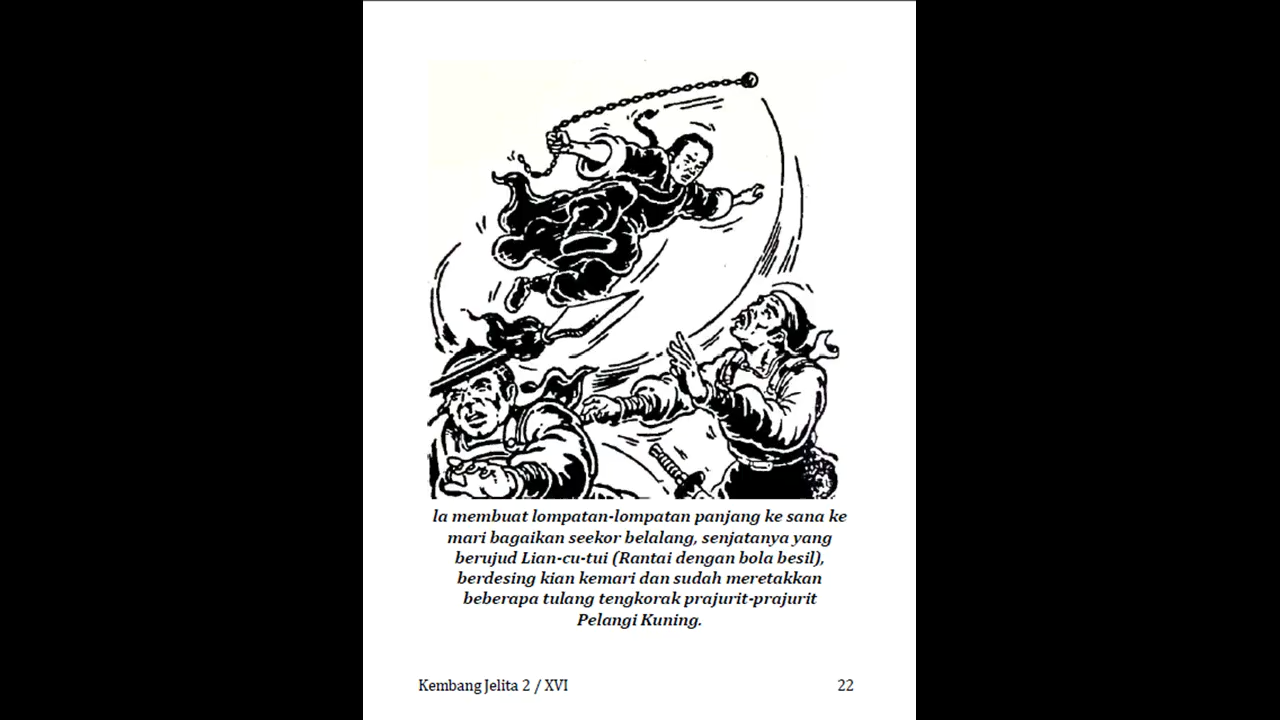 Ia membuat lompatan-lompatan panjang ke sana ke
mari bagaikan seekor belalang, senjatanya yang
berujud Lian-cu-tui (Rantai dengan bola besil),
berdesing kian kemari dan sudah meretakkan
beberapa tulang tengkorak prajurit-prajurit
Pelangi Kuning.
Kembang Jelita 2 / XVI 22